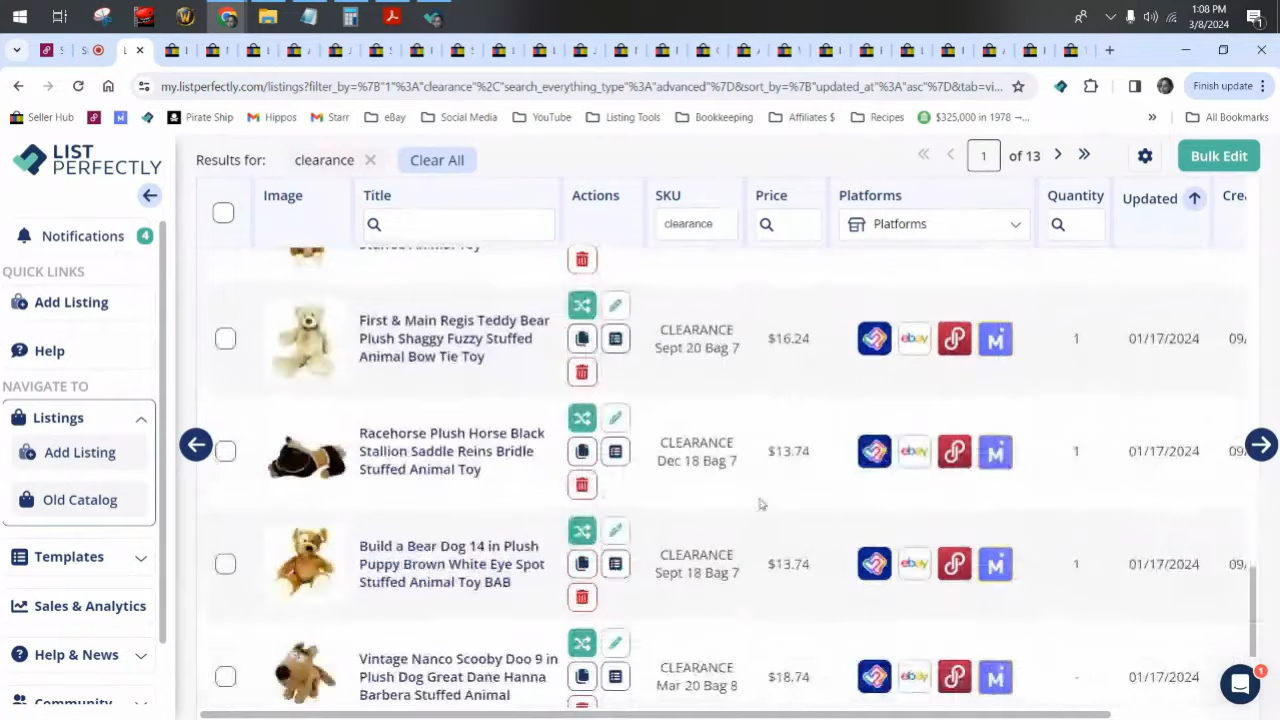 1:08 PM
3/8/2024
my.listperfectly.com/listings?filter_by=%7B"1"%3A"clearance"%2C"search_everything_type"%3A"advanced"%7D&sort_by=%7B"updated_at"%3A"asc"%7D&tab=vi...
Finish update
Seller Hub
Pirate Ship
Hippos
Starr
eBay
Social Media
YouTube
Listing Tools
Bookkeeping
Affiliates $
Recipes
$325,000 in 1978 →...
»
All Bookmarks
LIST
PERFECTLY
Results for: clearance Clear All
1 of 13
Bulk Edit
Image Title Actions SKU Price Platforms Quantity Updated Cre
clearance
Platforms
Notifications 4
QUICK LINKS
Add Listing
Help
NAVIGATE TO
Listings
Add Listing
Old Catalog
Templates
Sales & Analytics
Help & News
Community
First & Main Regis Teddy Bear
Plush Shaggy Fuzzy Stuffed
Animal Bow Tie Toy
CLEARANCE
Sept 20 Bag 7
$16.24
ebay
1
01/17/2024
09/
Racehorse Plush Horse Black
Stallion Saddle Reins Bridle
Stuffed Animal Toy
CLEARANCE
Dec 18 Bag 7
$13.74
ebay
1
01/17/2024
09/
Build a Bear Dog 14 in Plush
Puppy Brown White Eye Spot
Stuffed Animal Toy BAB
CLEARANCE
Sept 18 Bag 7
$13.74
ebay
1
01/17/2024
09/
Vintage Nanco Scooby Doo 9 in
Plush Dog Great Dane Hanna
Barbera Stuffed Animal
CLEARANCE
Mar 20 Bag 8
$18.74
ebay
-
01/17/2024
09/
1